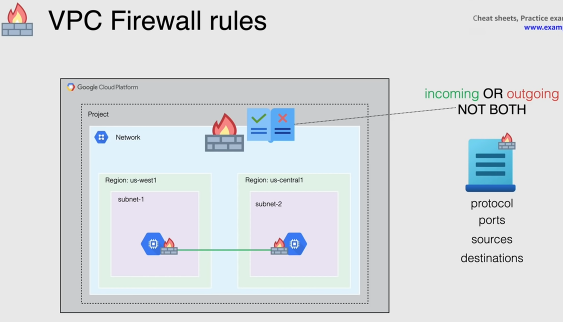 VPC Firewall rules
Cheat sheets, Practice exa
www.exam
Google Cloud Platform
incoming OR outgoing
NOT BOTH
Project
Network
Region: us-west1
Region: us-central1
subnet-1
subnet-2
protocol
ports
sources
destinations